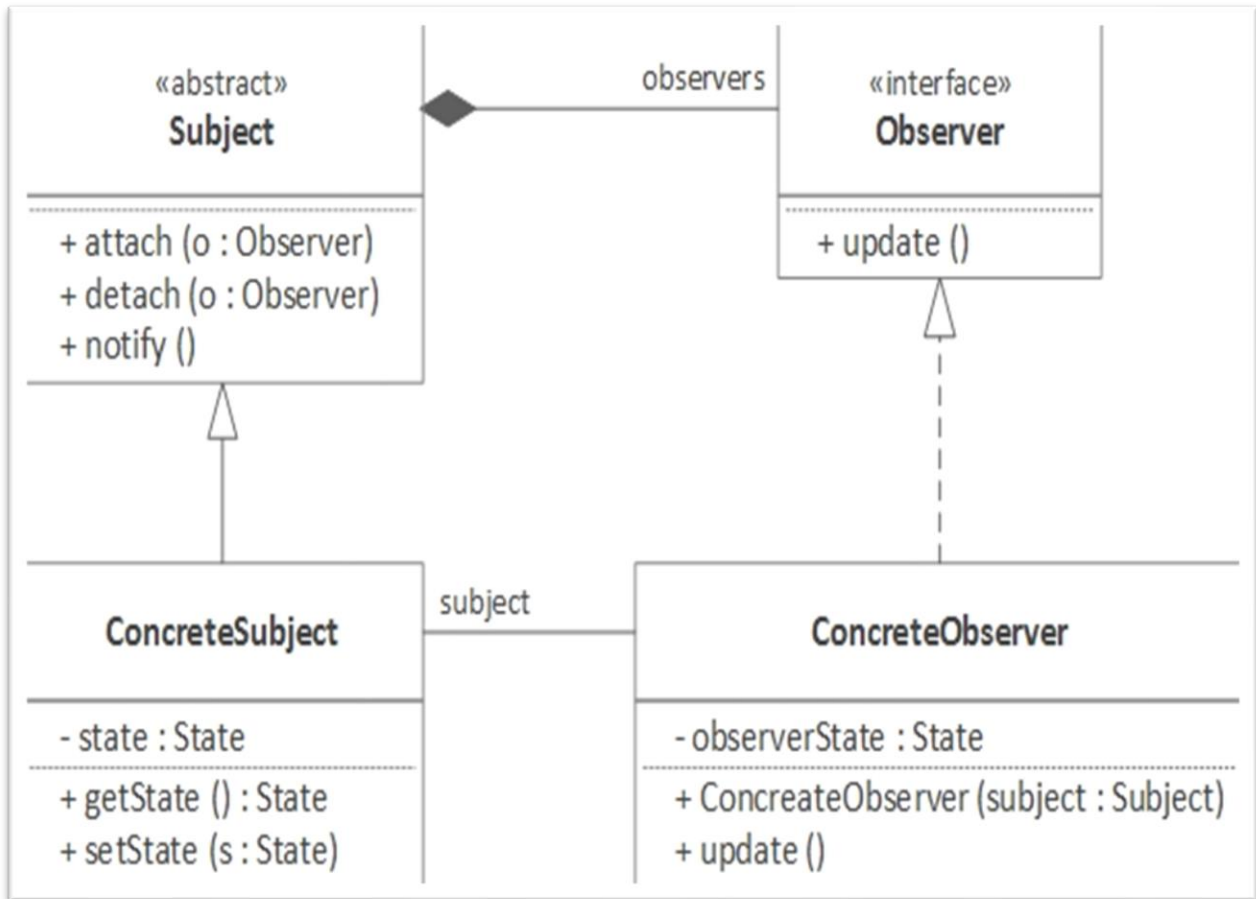 «abstract»
Subject
+ attach (o : Observer)
+ detach (o : Observer)
+ notify ()
observers
«interface»
Observer
+ update ()
ConcreteSubject
- state : State
+ getState () : State
+ setState (s : State)
subject
ConcreteObserver
- observerState : State
+ ConcreateObserver (subject : Subject)
+ update ()